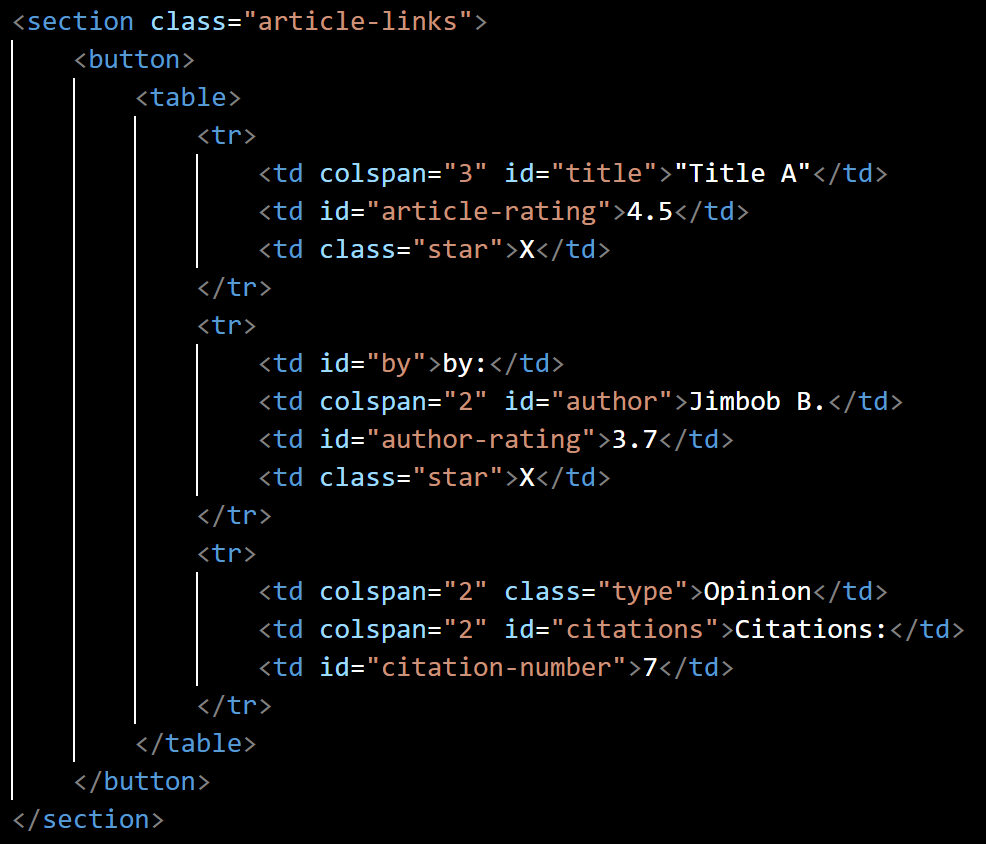 <section class="article-links">
    <button>
        <table>
            <tr>
                <td colspan="3" id="title">"Title A"</td>
                <td id="article-rating">4.5</td>
                <td class="star">X</td>
            </tr>
            <tr>
                <td id="by">by:</td>
                <td colspan="2" id="author">Jimbob B.</td>
                <td id="author-rating">3.7</td>
                <td class="star">X</td>
            </tr>
            <tr>
                <td colspan="2" class="type">Opinion</td>
                <td colspan="2" id="citations">Citations:</td>
                <td id="citation-number">7</td>
            </tr>
        </table>
    </button>
</section>